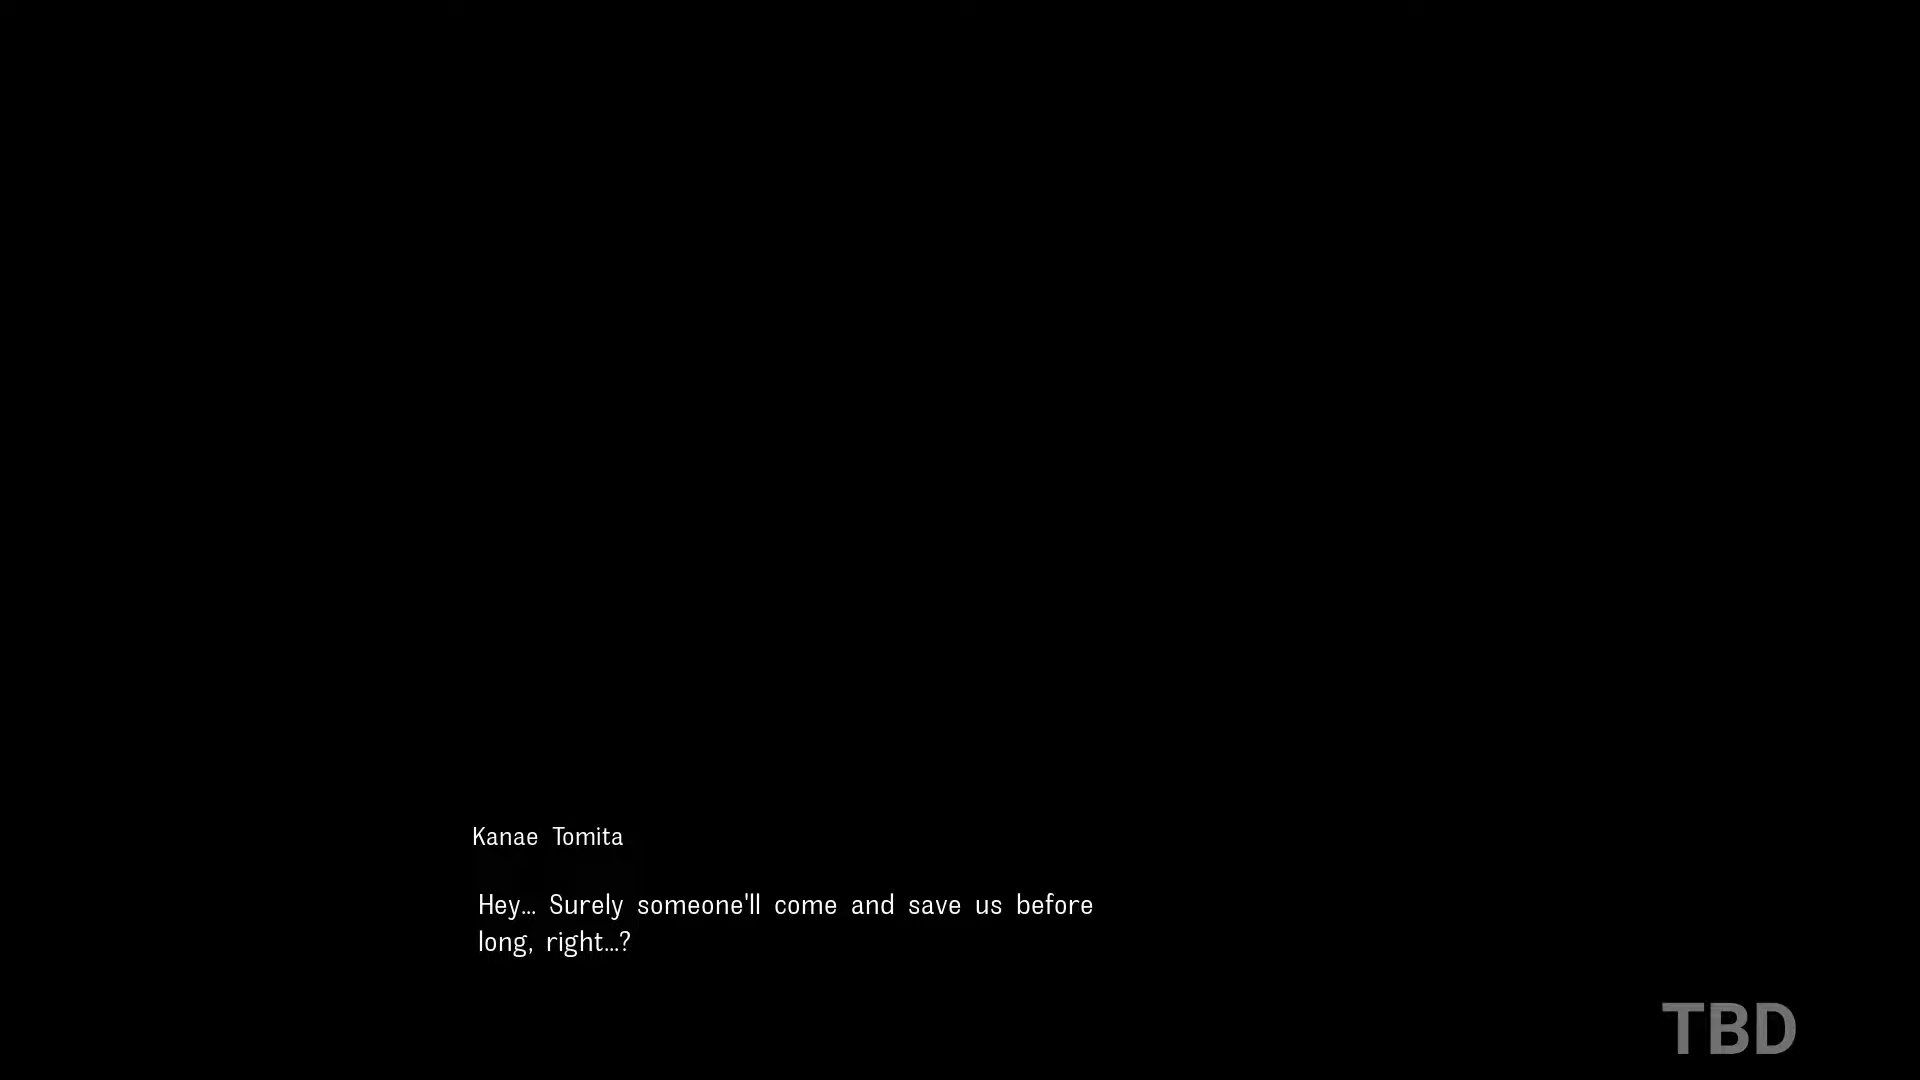 Kanae Tomita
Hey... Surely someone'll come and save us before
long, right...?
TBD